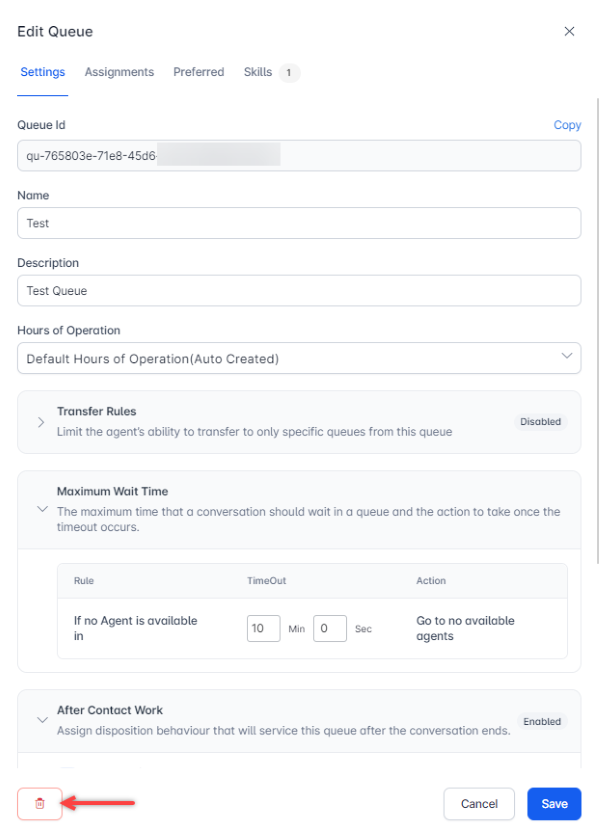 Edit Queue
Settings Assignments Preferred Skills 1
Queue Id Copy
qu-765803e-71e8-45d6-
Name
Test
Description
Test Queue
Hours of Operation
Default Hours of Operation(Auto Created)
Transfer Rules
Limit the agent's ability to transfer to only specific queues from this queue
Disabled
Maximum Wait Time
The maximum time that a conversation should wait in a queue and the action to take once the
timeout occurs.
Rule TimeOut Action
If no Agent is available
in
10 Min 0 Sec
Go to no available
agents
After Contact Work
Assign disposition behaviour that will service this queue after the conversation ends.
Enabled
Cancel Save